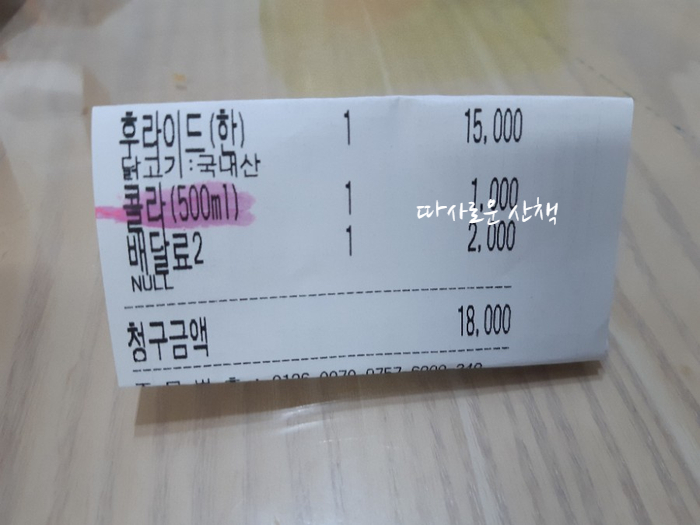 후라이드(한) 1 15,000
닭고기:국내산
콜라(500ml) 1 1,000
따사로운 산책
배달료2 1 2,000
NULL
청구금액 18,000